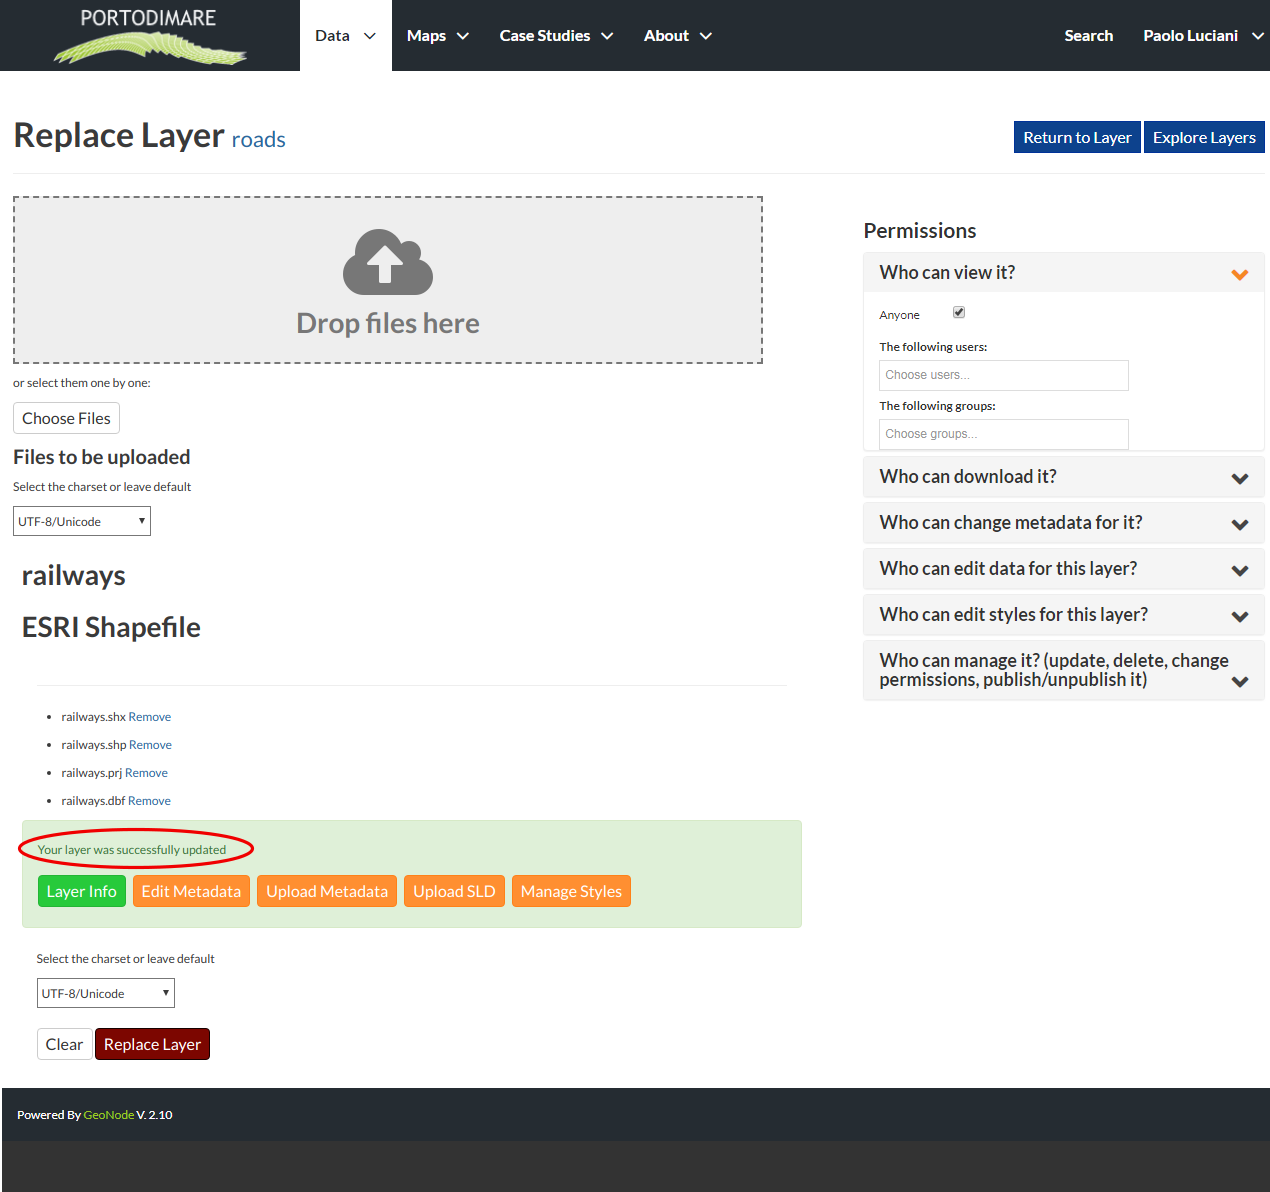 PORTODIMARE
Data Maps Case Studies About Search Paolo Luciani
Replace Layer roads
Return to Layer Explore Layers
Drop files here
or select them one by one:
Choose Files
Files to be uploaded
Select the charset or leave default
UTF-8/Unicode
railways
ESRI Shapefile
railways.shx Remove
railways.shp Remove
railways.prj Remove
railways.dbf Remove
Your layer was successfully updated
Layer Info Edit Metadata Upload Metadata Upload SLD Manage Styles
Select the charset or leave default
UTF-8/Unicode
Clear Replace Layer
Permissions
Who can view it?
Anyone
The following users:
Choose users...
The following groups:
Choose groups...
Who can download it?
Who can change metadata for it?
Who can edit data for this layer?
Who can edit styles for this layer?
Who can manage it? (update, delete, change
permissions, publish/unpublish it)
Powered By GeoNode V. 2.10